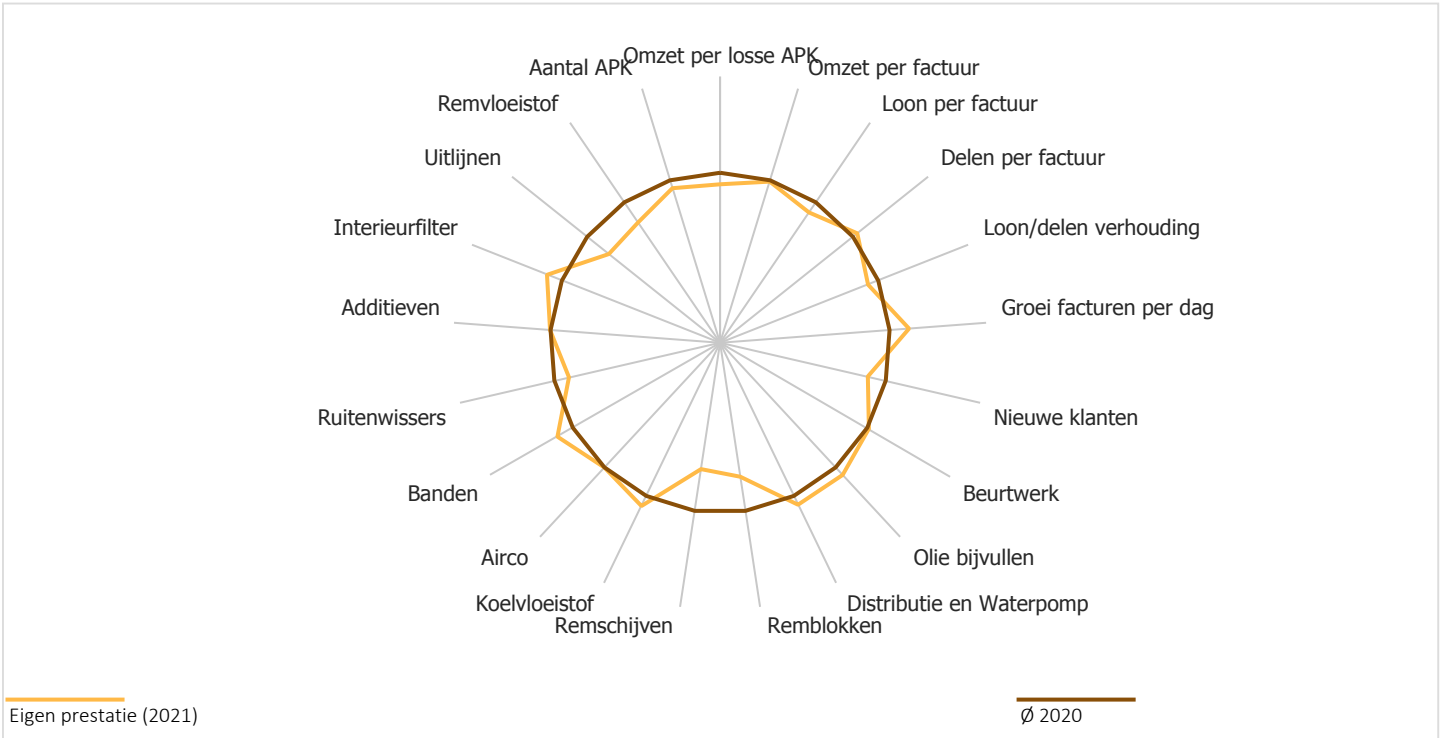 Omzet per losse APK
Omzet per factuur
Loon per factuur
Delen per factuur
Loon/delen verhouding
Groei facturen per dag
Nieuwe klanten
Beurtwerk
Olie bijvullen
Distributie en Waterpomp
Remblokken
Remschijven
Koelvloeistof
Airco
Banden
Ruitenwissers
Additieven
Interieurfilter
Uitlijnen
Remvloeistof
Aantal APK
Eigen prestatie (2021)
Ø 2020